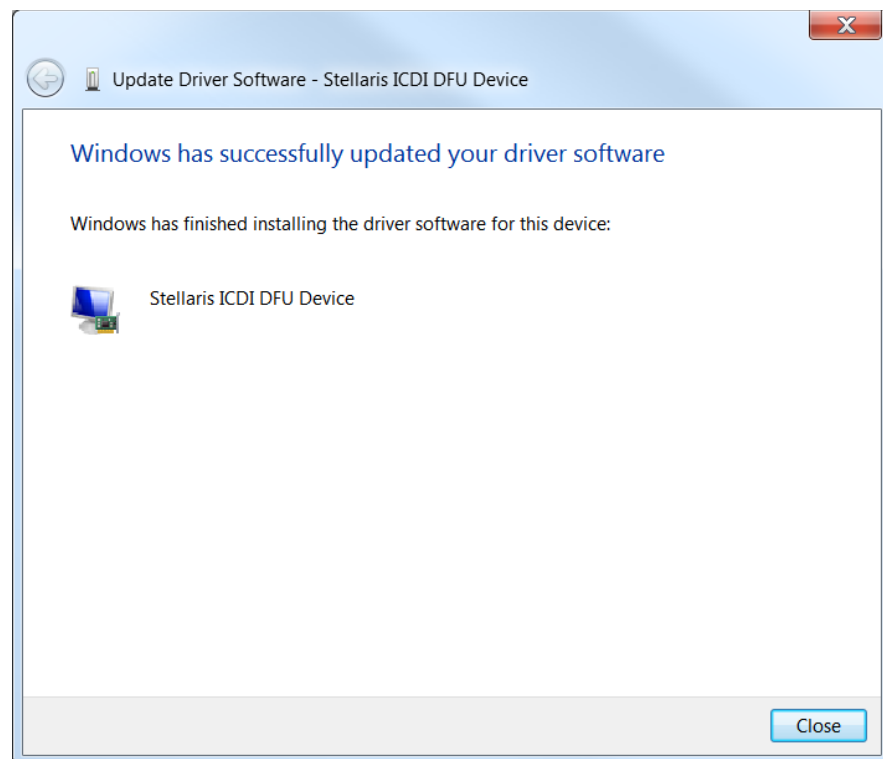 Update Driver Software - Stellaris ICDI DFU Device
Windows has successfully updated your driver software
Windows has finished installing the driver software for this device:
Stellaris ICDI DFU Device
Close